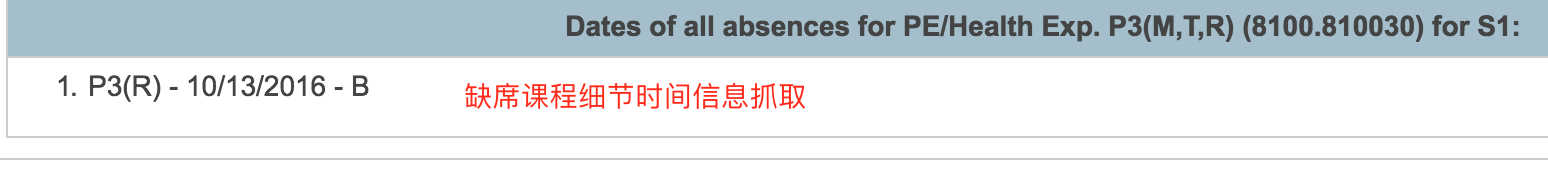 Dates of all absences for PE/Health Exp. P3(M,T,R) (8100.810030) for S1:
1. P3(R) - 10/13/2016 - B
缺席课程细节时间信息抓取